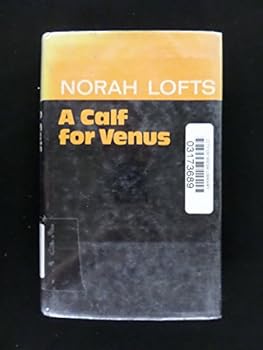 NORAH LOFTS
A Calf
for Venus
03173689